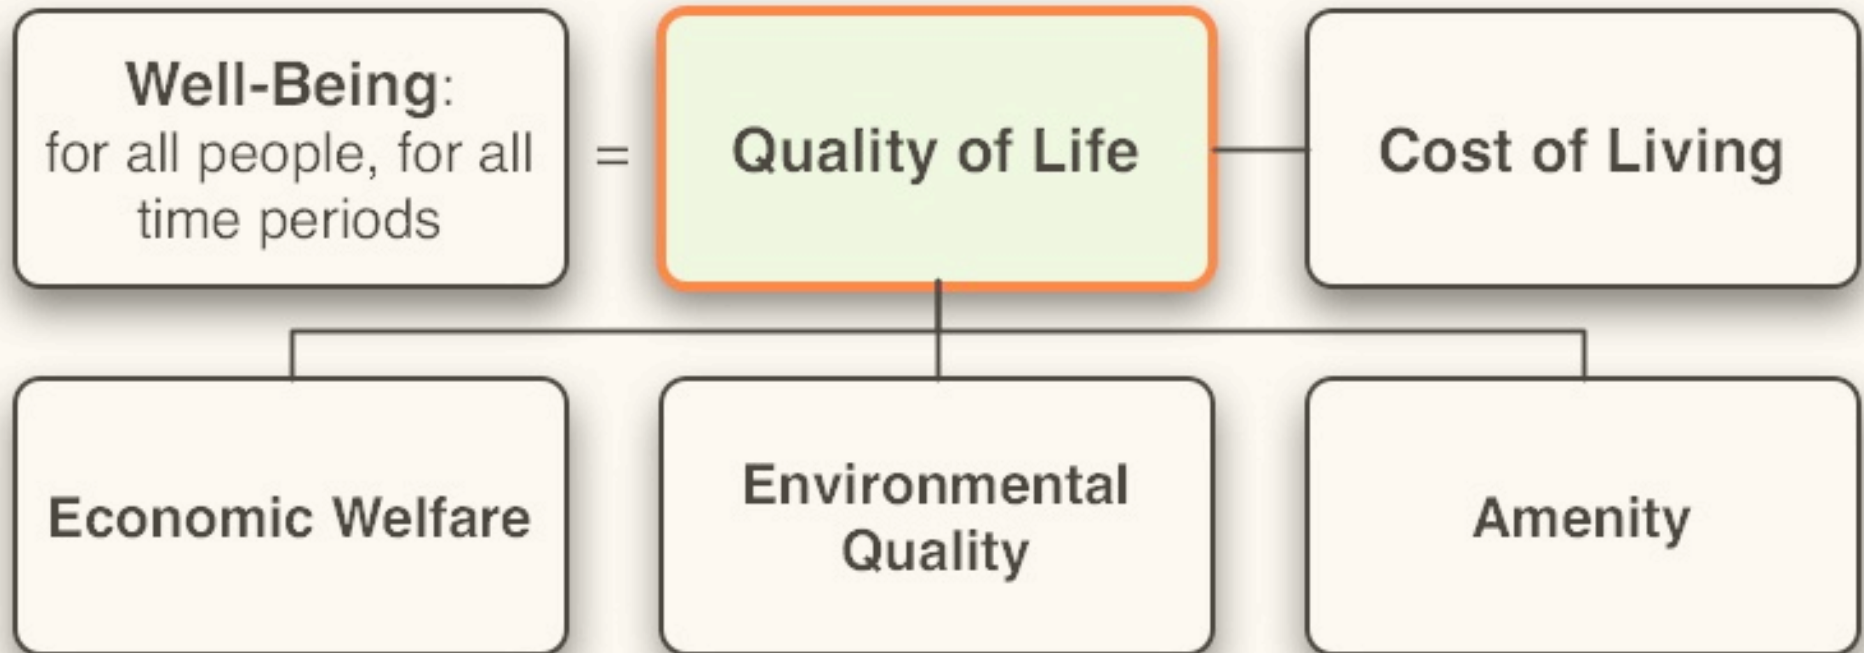 Well-Being:
for all people, for all
time periods
=
Quality of Life
Cost of Living
Economic Welfare
Environmental
Quality
Amenity